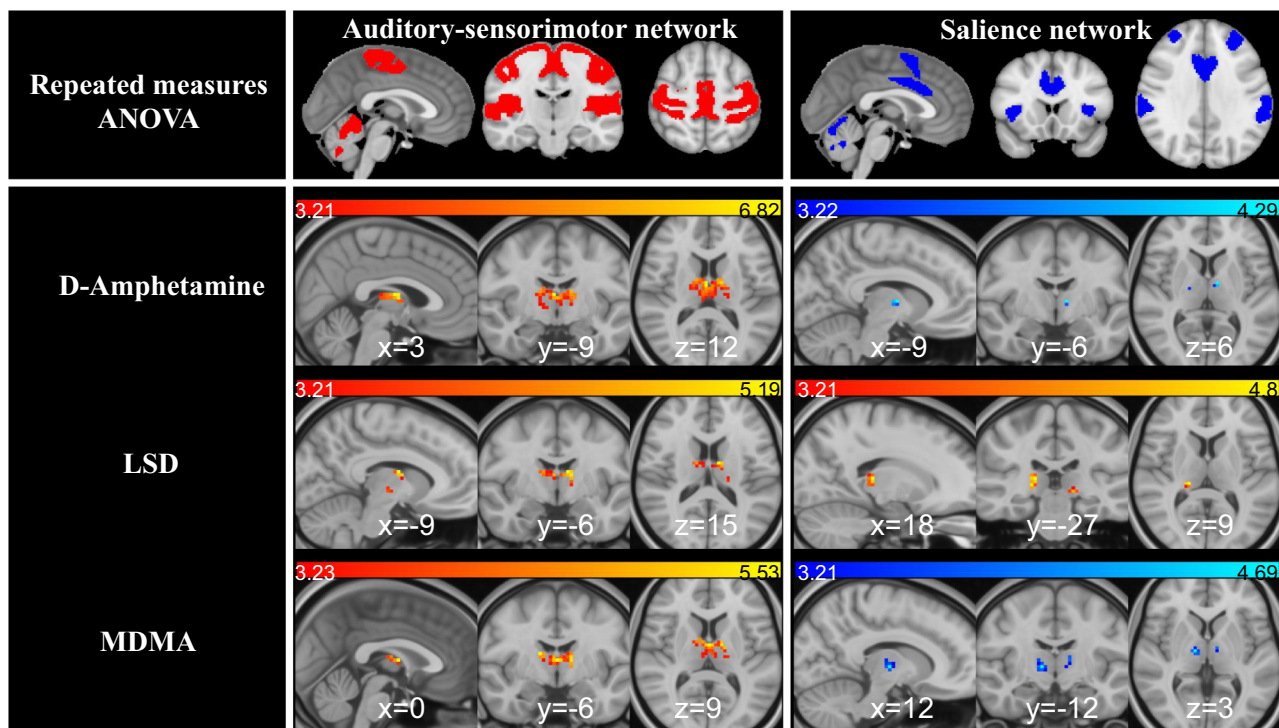 Auditory-sensorimotor network
Salience network
Repeated measures
ANOVA
D-Amphetamine
3.21 6.82
x=3 y=-9 z=12
3.22 4.29
x=-9 y=-6 z=6
LSD
3.21 5.19
x=-9 y=-6 z=15
3.21 4.8
x=18 y=-27 z=9
MDMA
3.23 5.53
x=0 y=-6 z=9
3.21 4.69
x=12 y=-12 z=3